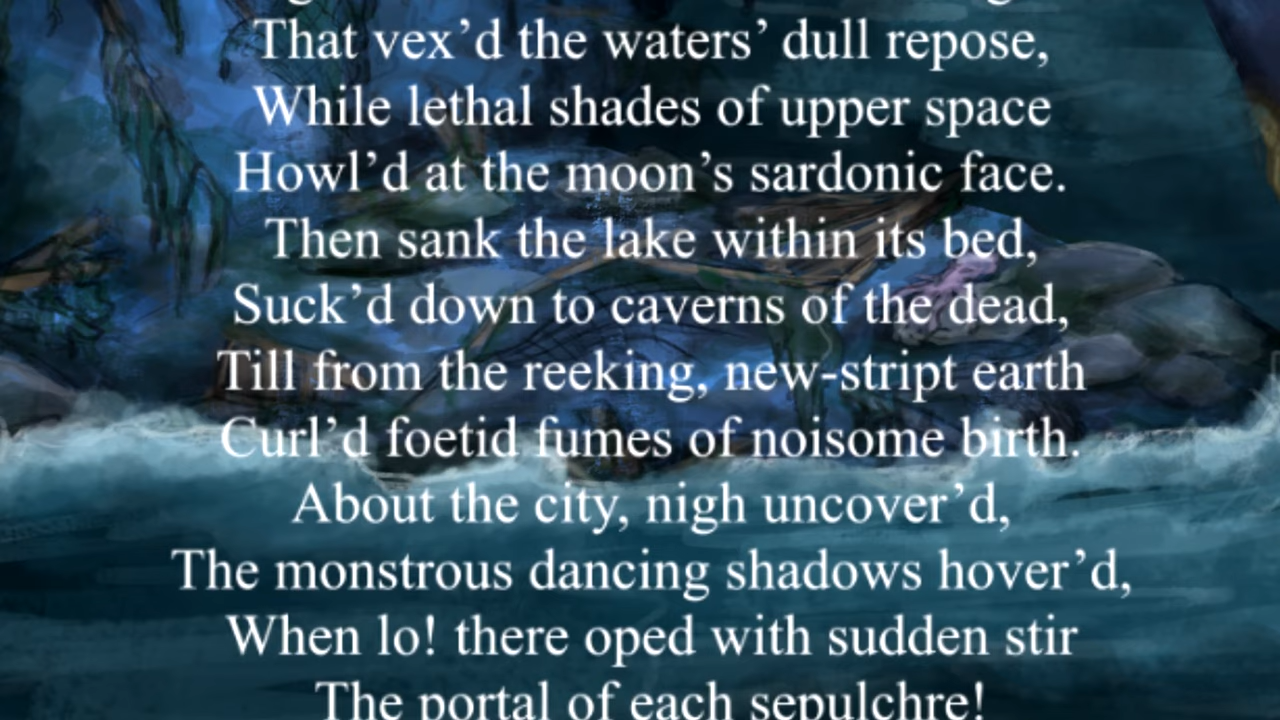 That vex’d the waters’ dull repose,
While lethal shades of upper space
Howl’d at the moon’s sardonic face.
Then sank the lake within its bed,
Suck’d down to caverns of the dead,
Till from the reeking, new-stript earth
Curl’d foetid fumes of noisome birth.
About the city, nigh uncover’d,
The monstrous dancing shadows hover’d,
When lo! there oped with sudden stir
The portal of each sepulchre!